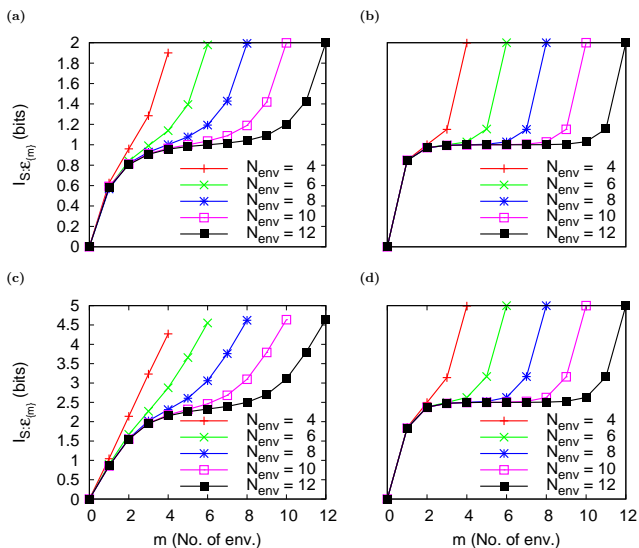 (a)
(b)
2
1.8
1.6
1.4
1.2
1
0.8
0.6
0.4
0.2
0
I_{S:ε_{m}} (bits)
N_env = 4
N_env = 6
N_env = 8
N_env = 10
N_env = 12
N_env = 4
N_env = 6
N_env = 8
N_env = 10
N_env = 12
(c)
(d)
5
4.5
4
3.5
3
2.5
2
1.5
1
0.5
0
I_{S:ε_{m}} (bits)
N_env = 4
N_env = 6
N_env = 8
N_env = 10
N_env = 12
N_env = 4
N_env = 6
N_env = 8
N_env = 10
N_env = 12
0 2 4 6 8 10 12
0 2 4 6 8 10 12
m (No. of env.)
m (No. of env.)